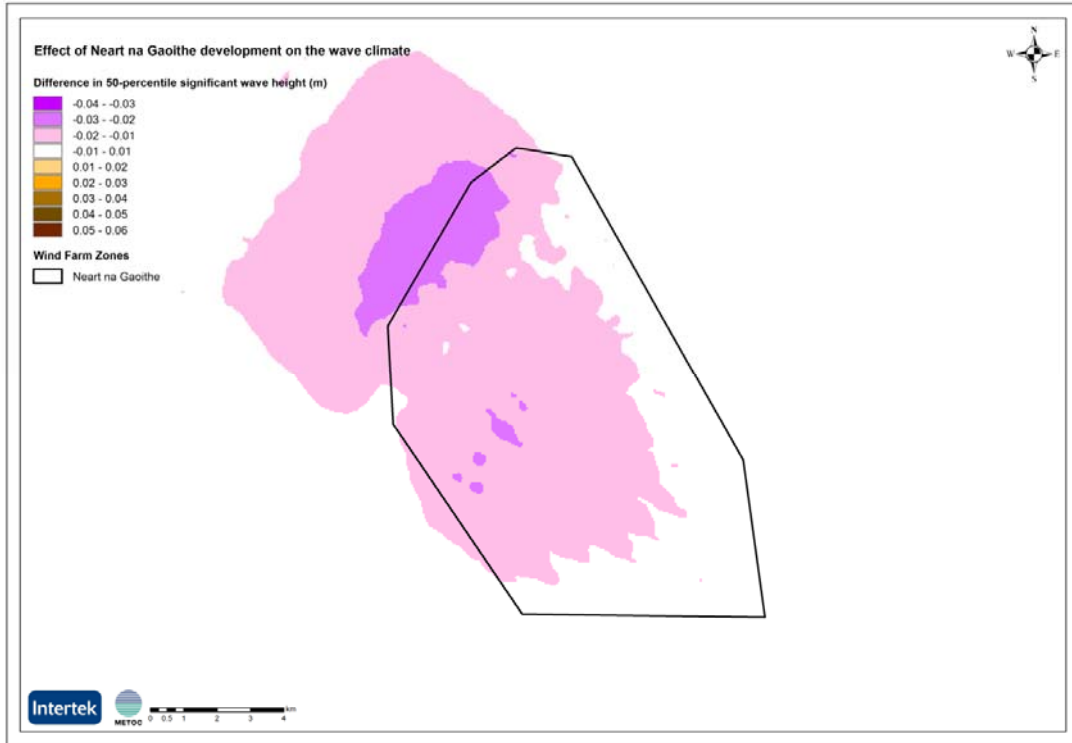 Effect of Neart na Gaoithe development on the wave climate
Difference in 50-percentile significant wave height (m)
-0.04 - -0.03
-0.03 - -0.02
-0.02 - -0.01
-0.01 - 0.01
0.01 - 0.02
0.02 - 0.03
0.03 - 0.04
0.04 - 0.05
0.05 - 0.06
Wind Farm Zones
Neart na Gaoithe
N
W E
S
Intertek
METOC
km
0 0.5 1 2 3 4